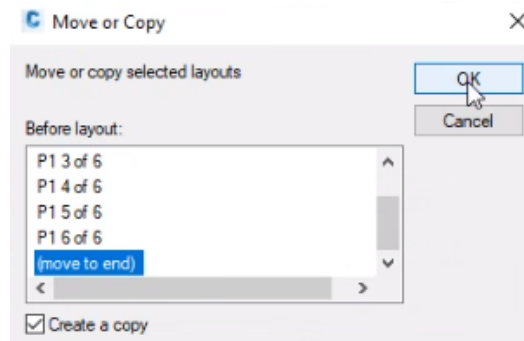 Move or Copy
Move or copy selected layouts
OK
Cancel
Before layout:
P1 3 of 6
P1 4 of 6
P1 5 of 6
P1 6 of 6
(move to end)
Create a copy